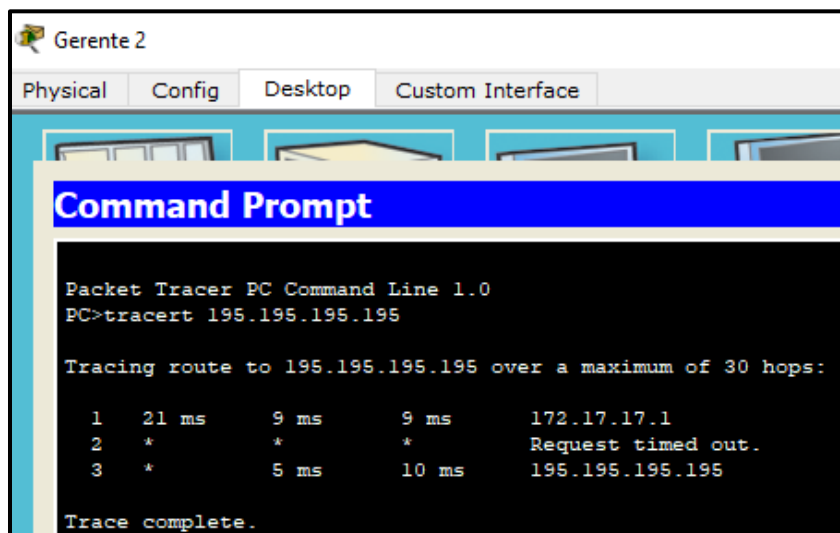 Gerente 2
Physical Config Desktop Custom Interface
Command Prompt
Packet Tracer PC Command Line 1.0
PC>tracert 195.195.195.195
Tracing route to 195.195.195.195 over a maximum of 30 hops:
1 21 ms 9 ms 9 ms 172.17.17.1
2 * * * Request timed out.
3 * 5 ms 10 ms 195.195.195.195
Trace complete.